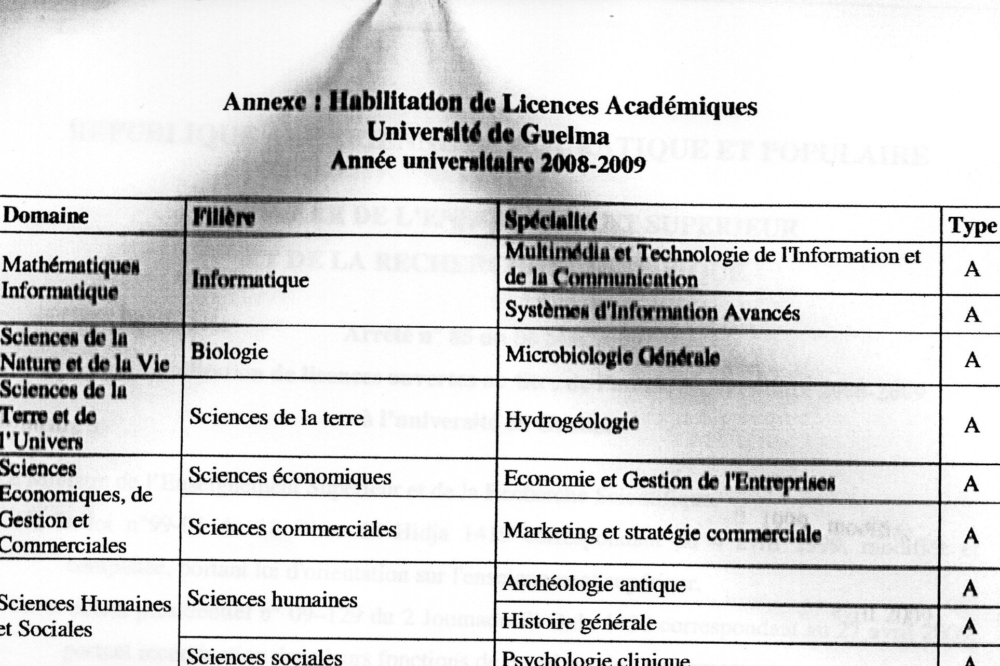 Annexe : Habilitation de Licences Académiques
Université de Guelma
Année universitaire 2008-2009
Domaine Filière Spécialité Type
Mathématiques
Informatique
Informatique
Multimédia et Technologie de l'Information et
de la Communication
A
Systèmes d'Information Avancés A
Sciences de la
Nature et de la Vie
Biologie Microbiologie Générale A
Sciences de la
Terre et de
l'Univers
Sciences de la terre Hydrogéologie A
Sciences
Economiques, de
Gestion et
Commerciales
Sciences économiques Economie et Gestion de l'Entreprises A
Sciences commerciales Marketing et stratégie commerciale A
Sciences Humaines
et Sociales
Sciences humaines
Archéologie antique A
Histoire générale A
Sciences sociales Psychologie clinique A